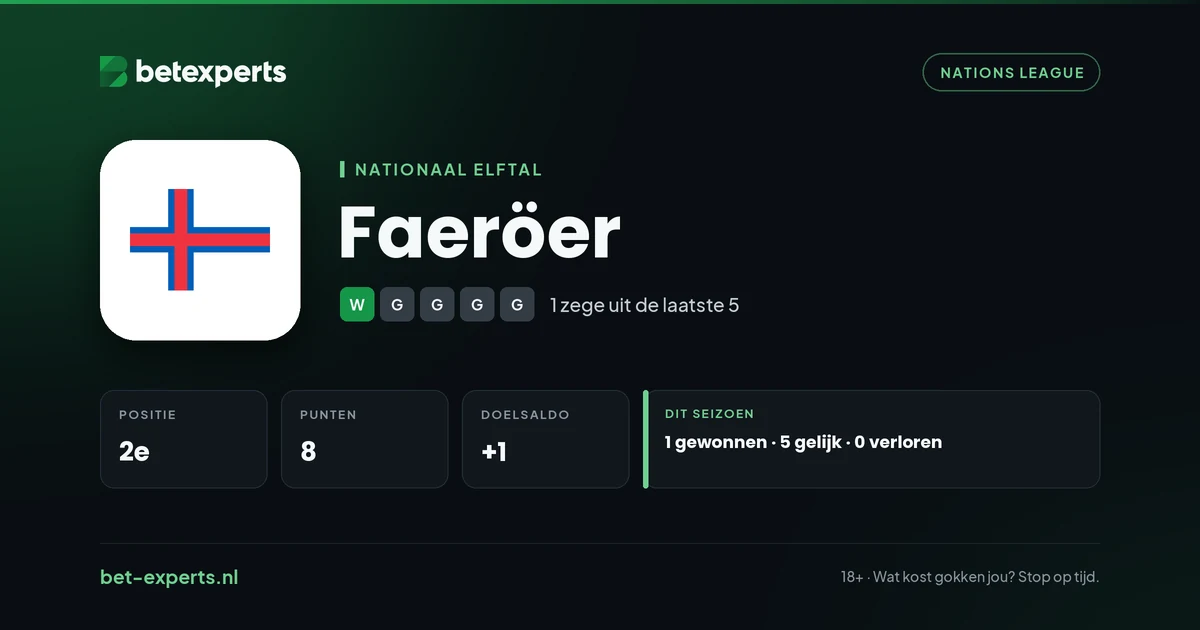 betexperts
NATIONS LEAGUE
NATIONAAL ELFTAL
Faeröer
W G G G G 1 zege uit de laatste 5
POSITIE
2e
PUNTEN
8
DOELSALDO
+1
DIT SEIZOEN
1 gewonnen · 5 gelijk · 0 verloren
bet-experts.nl
18+ · Wat kost gokken jou? Stop op tijd.